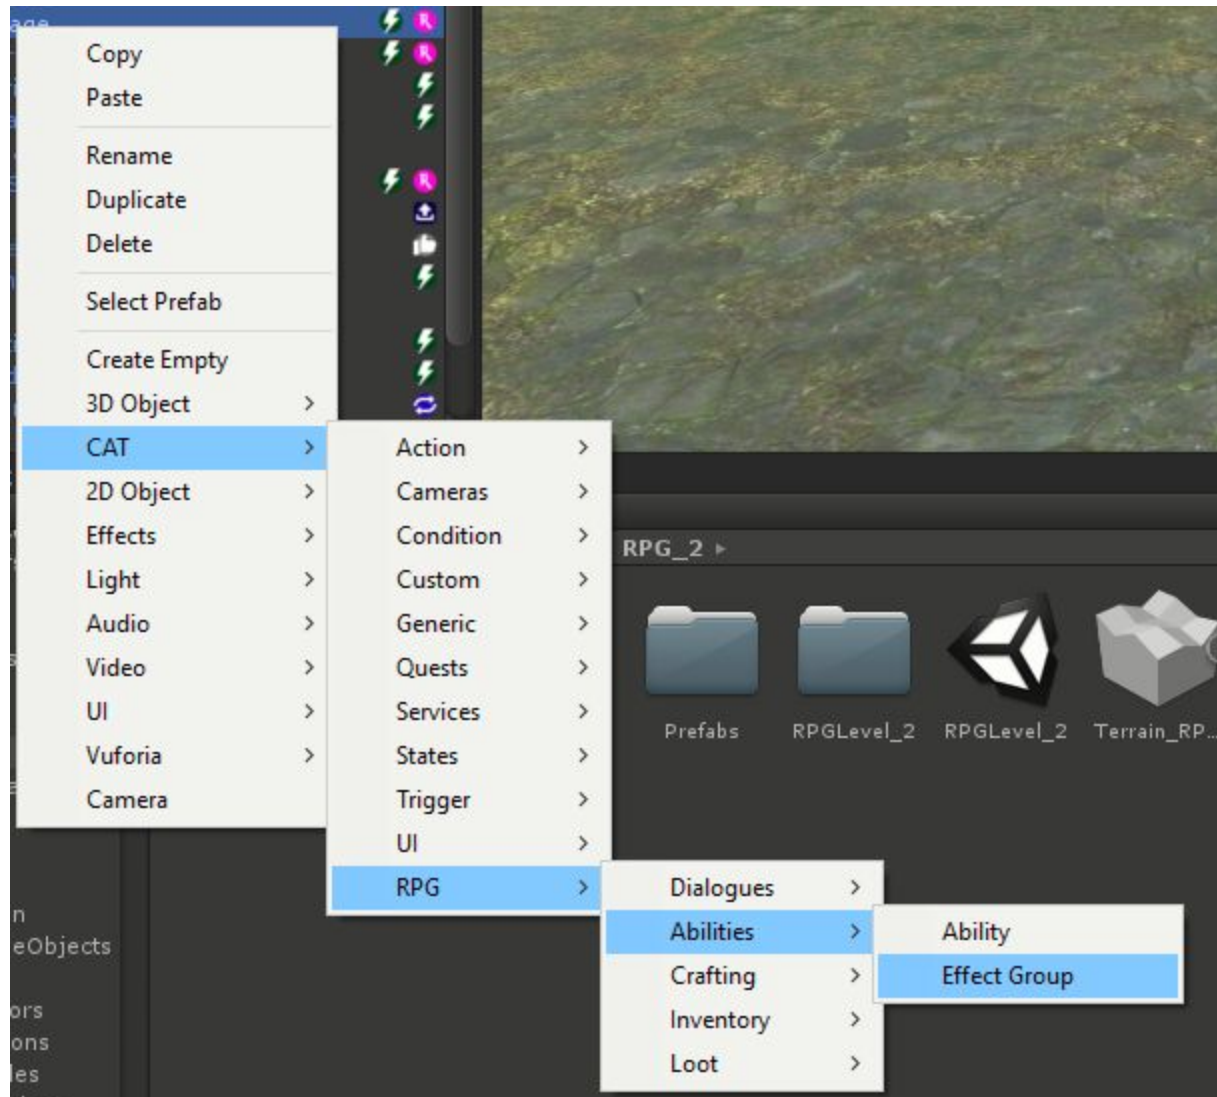 Copy
Paste
Rename
Duplicate
Delete
Select Prefab
Create Empty
3D Object
CAT
2D Object
Effects
Light
Audio
Video
UI
Vuforia
Camera
Action
Cameras
Condition
Custom
Generic
Quests
Services
States
Trigger
UI
RPG
Dialogues
Abilities
Crafting
Inventory
Loot
Ability
Effect Group
RPG_2
Prefabs
RPGLevel_2
RPGLevel_2
Terrain_RP...
eObjects
ors
ons
les